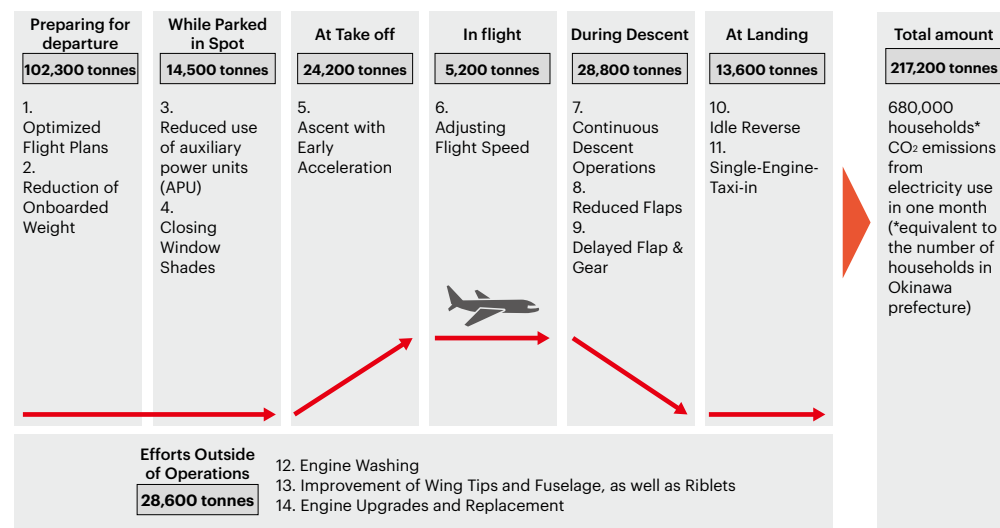 Preparing for
departure
102,300 tonnes
1.
Optimized
Flight Plans
2.
Reduction of
Onboarded
Weight
While Parked
in Spot
14,500 tonnes
3.
Reduced use
of auxiliary
power units
(APU)
4.
Closing
Window
Shades
At Take off
24,200 tonnes
5.
Ascent with
Early
Acceleration
In flight
5,200 tonnes
6.
Adjusting
Flight Speed
During Descent
28,800 tonnes
7.
Continuous
Descent
Operations
8.
Reduced Flaps
9.
Delayed Flap &
Gear
At Landing
13,600 tonnes
10.
Idle Reverse
11.
Single-Engine-
Taxi-in
Total amount
217,200 tonnes
680,000
households*
CO2 emissions
from
electricity use
in one month
(*equivalent to
the number of
households in
Okinawa
prefecture)
Efforts Outside
of Operations
28,600 tonnes
12. Engine Washing
13. Improvement of Wing Tips and Fuselage, as well as Riblets
14. Engine Upgrades and Replacement